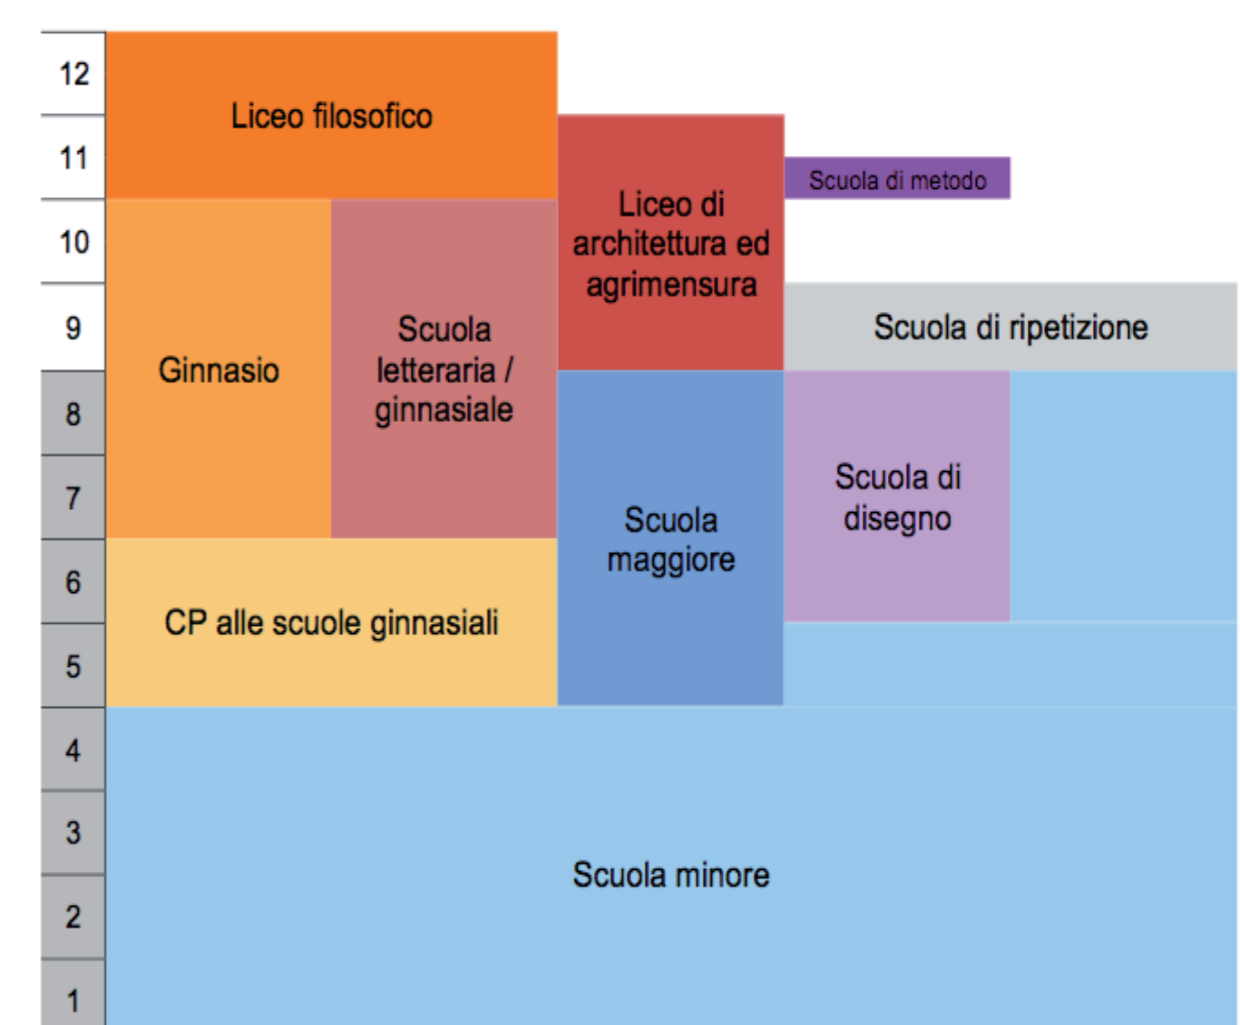 12
Liceo filosofico
11
Scuola di metodo
Liceo di
architettura ed
agrimensura
10
9
Scuola di ripetizione
Ginnasio
Scuola
letteraria /
ginnasiale
8
7
Scuola
maggiore
Scuola di
disegno
6
CP alle scuole ginnasiali
5
4
3
Scuola minore
2
1